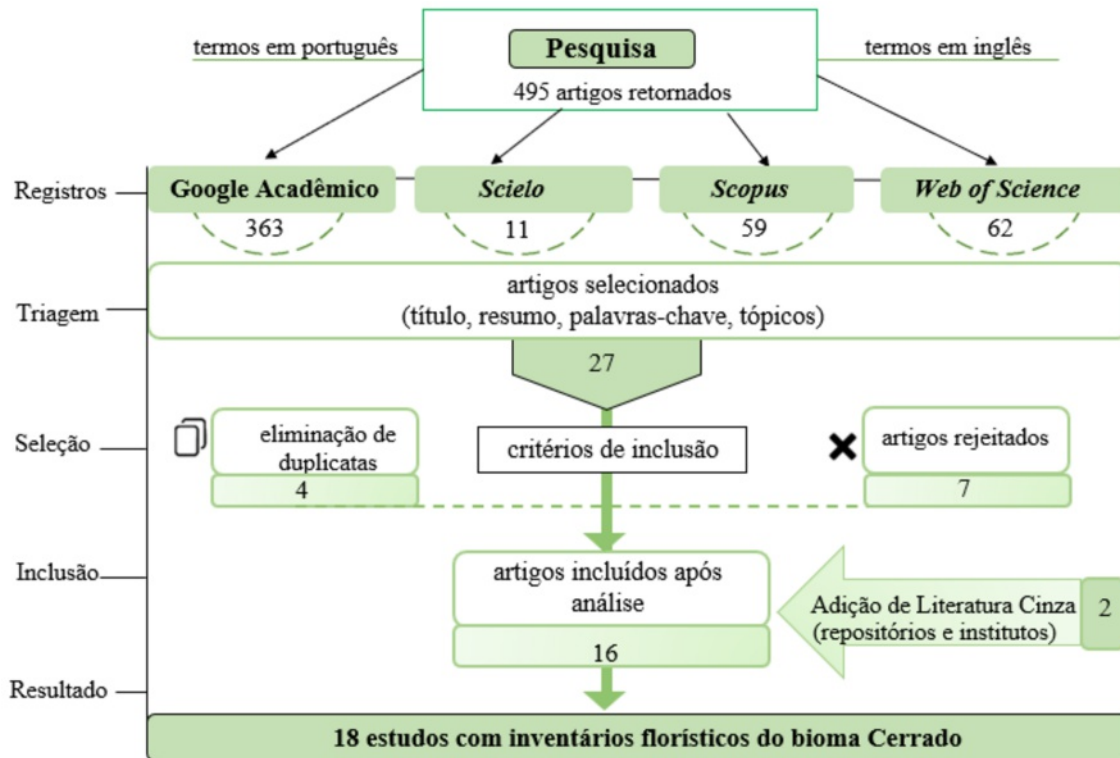 termos em português
Pesquisa
termos em inglês
495 artigos retornados
Registros
Google Acadêmico
Scielo
Scopus
Web of Science
363
11
59
62
Triagem
artigos selecionados
(título, resumo, palavras-chave, tópicos)
27
Seleção
eliminação de
duplicatas
4
critérios de inclusão
artigos rejeitados
7
Inclusão
artigos incluídos após
análise
16
Adição de Literatura Cinza
(repositórios e institutos)
2
Resultado
18 estudos com inventários florísticos do bioma Cerrado